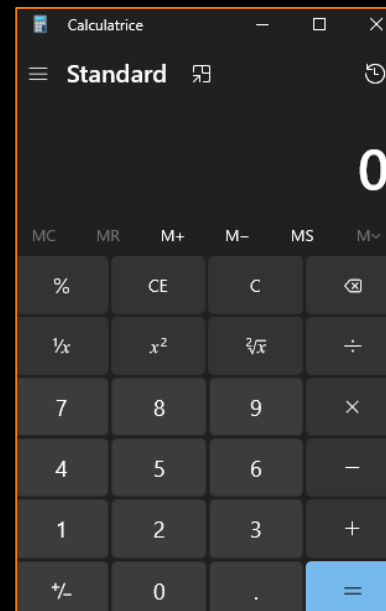 Calculatrice
Standard
0
MC MR M+ M− MS M˅
% CE C
⅟x x² ²√x ÷
7 8 9 ×
4 5 6 −
1 2 3 +
+/− 0 . =